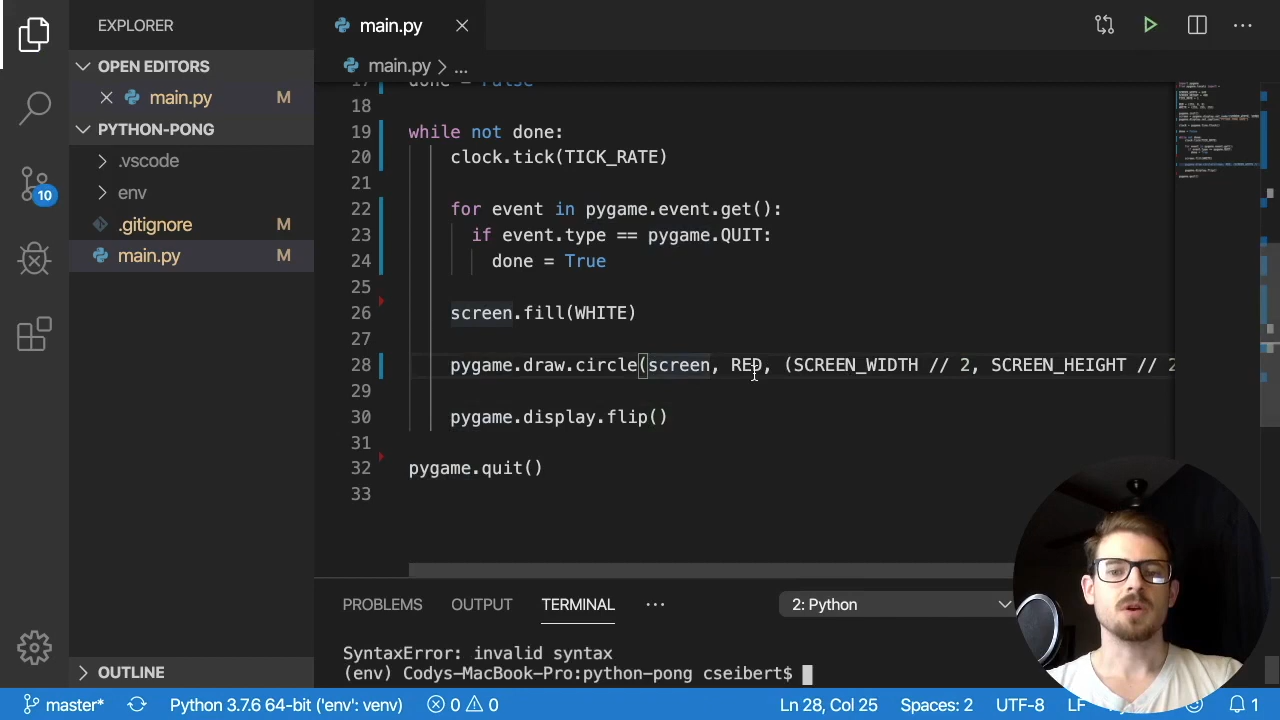 EXPLORER
OPEN EDITORS
main.py M
PYTHON-PONG
.vscode
env
.gitignore M
main.py M
OUTLINE
main.py
main.py > ...
17 done = False
18
19 while not done:
20 clock.tick(TICK_RATE)
21
22 for event in pygame.event.get():
23 if event.type == pygame.QUIT:
24 done = True
25
26 screen.fill(WHITE)
27
28 pygame.draw.circle(screen, RED, (SCREEN_WIDTH // 2, SCREEN_HEIGHT // 2
29
30 pygame.display.flip()
31
32 pygame.quit()
33
PROBLEMS OUTPUT TERMINAL ... 2: Python
SyntaxError: invalid syntax
(env) Codys-MacBook-Pro:python-pong cseibert$
10
master* Python 3.7.6 64-bit ('env': venv) 0 0 Ln 28, Col 25 Spaces: 2 UTF-8 LF 1